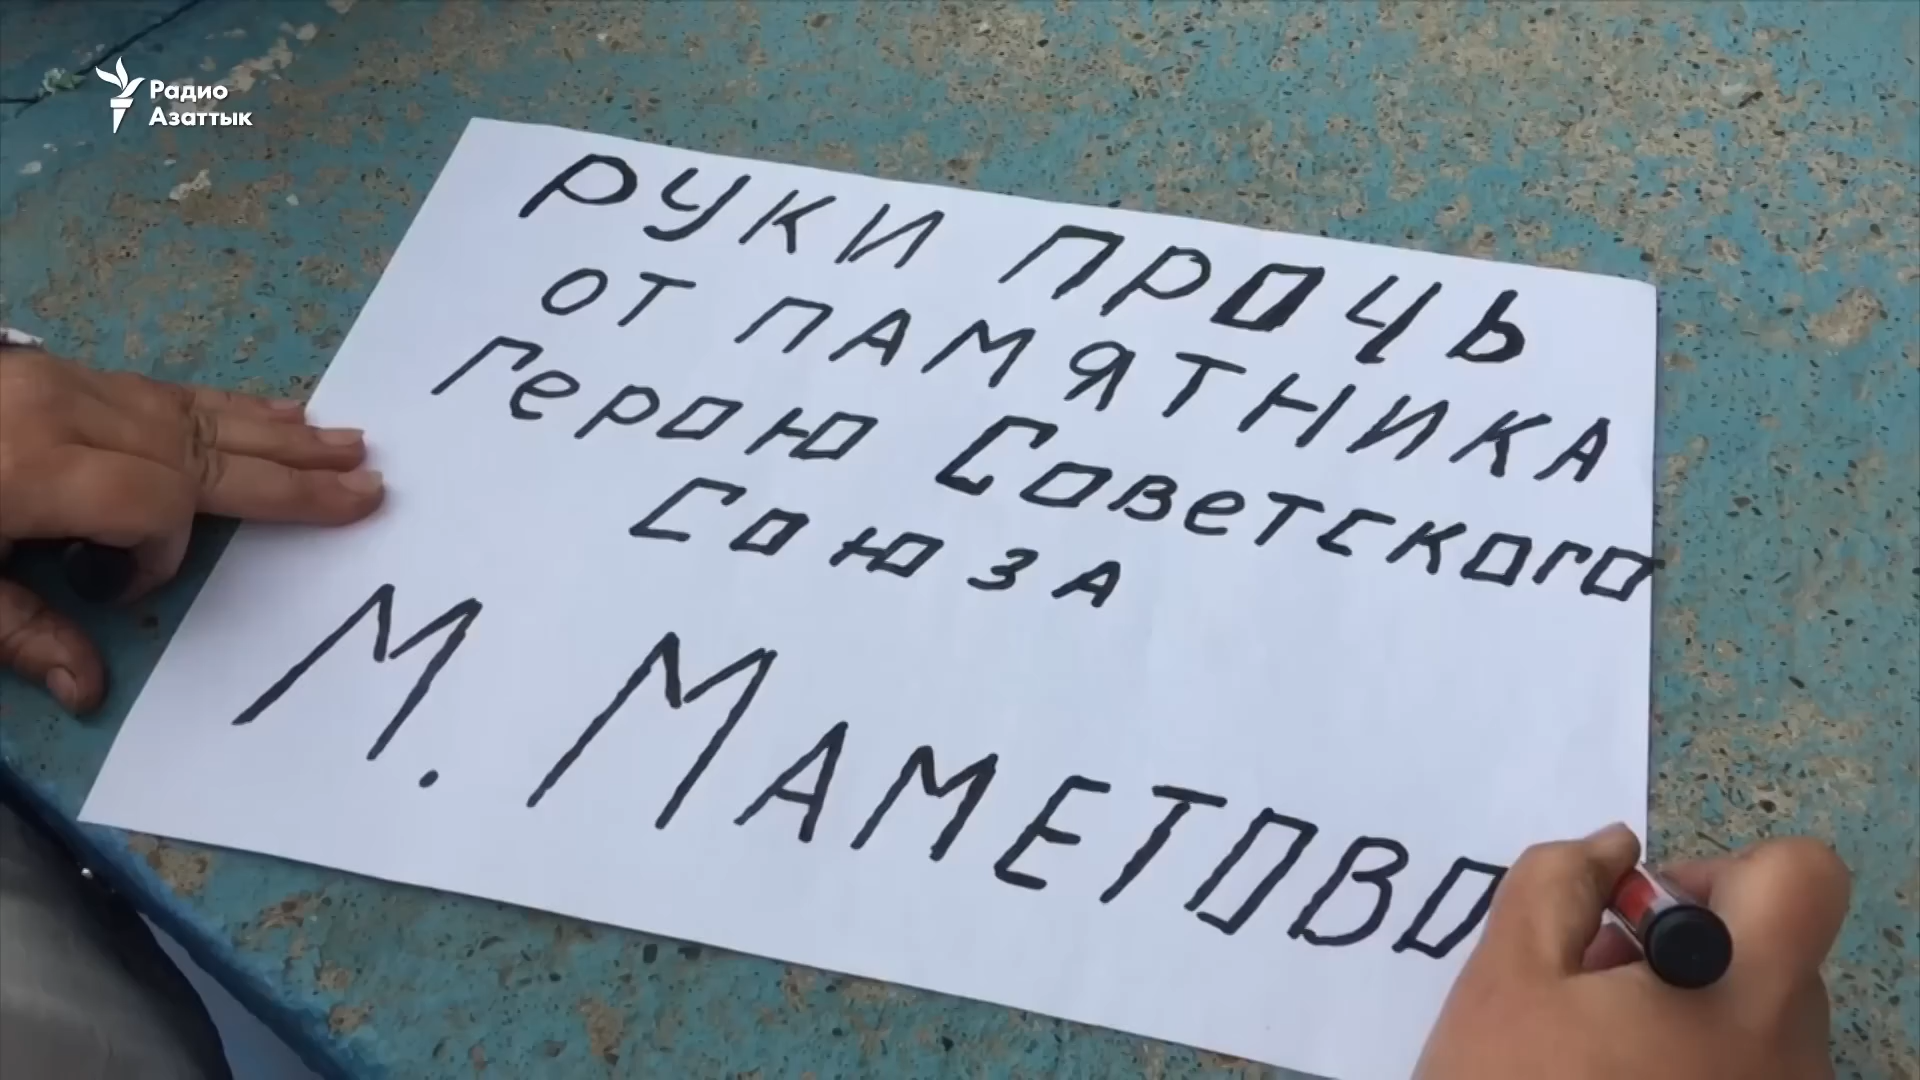 Радио
Азаттык
РУКИ ПРОЧЬ
ОТ ПАМЯТНИКА
Герою Советского
Союза
М. МАМЕТОВО